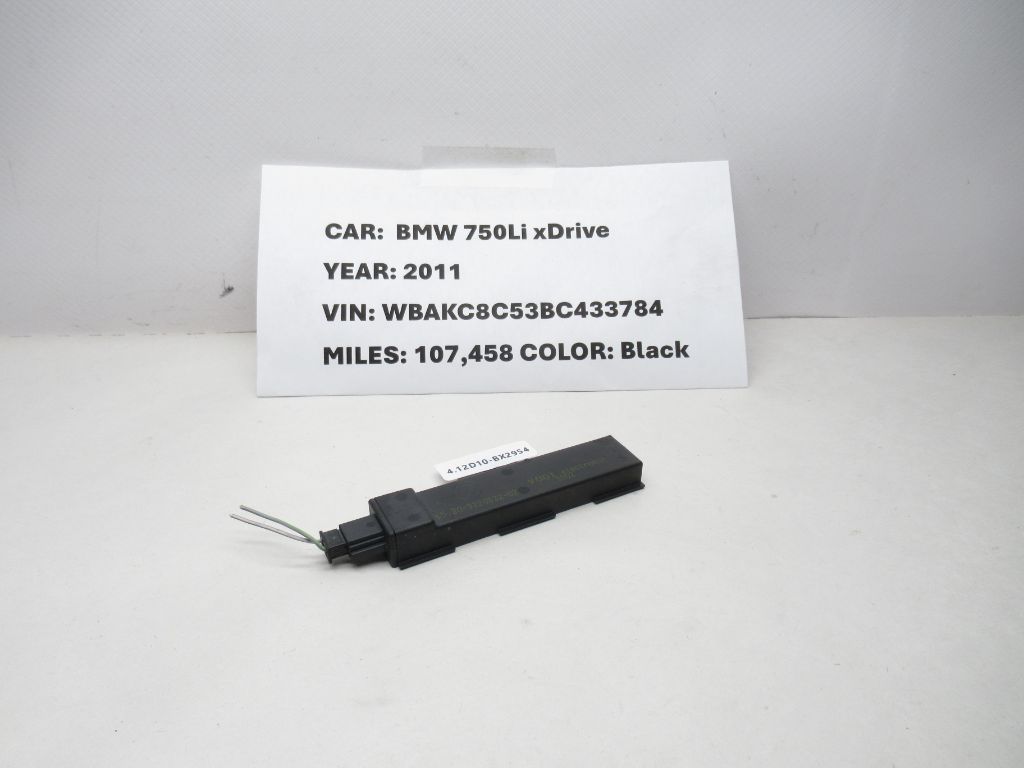 CAR: BMW 750Li xDrive
YEAR: 2011
VIN: WBAKC8C53BC433784
MILES: 107,458 COLOR: Black
4.12D10-BX2954